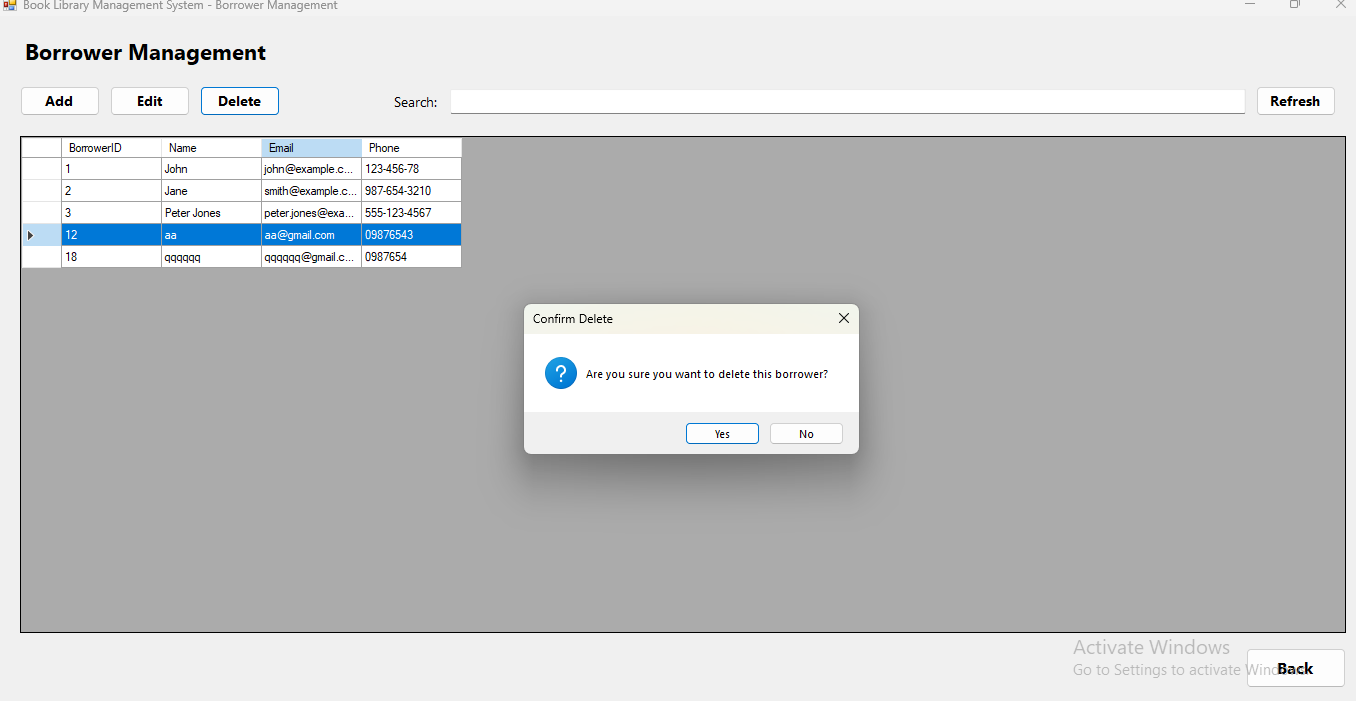 Book Library Management System - Borrower Management
Borrower Management
Add Edit Delete Search: Refresh
BorrowerID Name Email Phone
1 John john@example.c... 123-456-78
2 Jane smith@example.c... 987-654-3210
3 Peter Jones peter.jones@exa... 555-123-4567
12 aa aa@gmail.com 09876543
18 qqqqqq qqqqqq@gmail.c... 0987654
Confirm Delete
Are you sure you want to delete this borrower?
Yes No
Activate Windows
Go to Settings to activate Windows.
Back